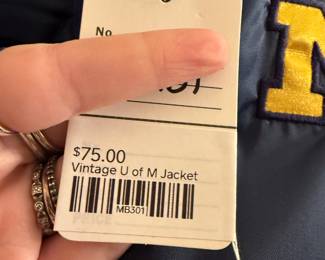 No.
$75.00
Vintage U of M Jacket
MB301
M